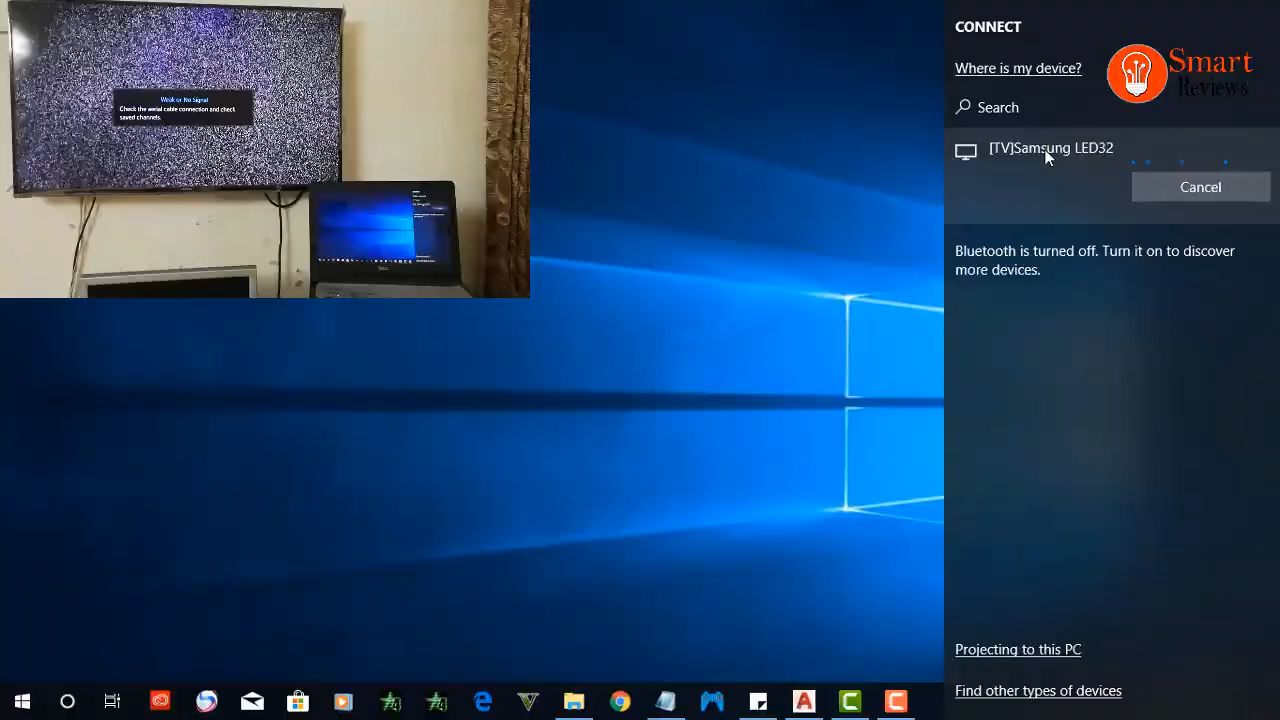 CONNECT
Where is my device?
Smart
Reviews
Search
[TV]Samsung LED32
Cancel
Bluetooth is turned off. Turn it on to discover
more devices.
Projecting to this PC
Find other types of devices
Weak or No Signal
Check the aerial cable connection and check
saved channels.
DELL